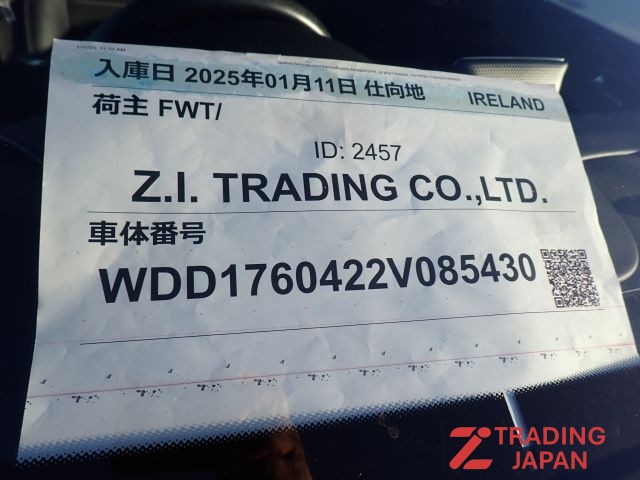 入庫日 2025年01月11日 仕向地 IRELAND
荷主 FWT/
ID: 2457
Z.I. TRADING CO.,LTD.
車体番号
WDD1760422V085430
TRADING
JAPAN